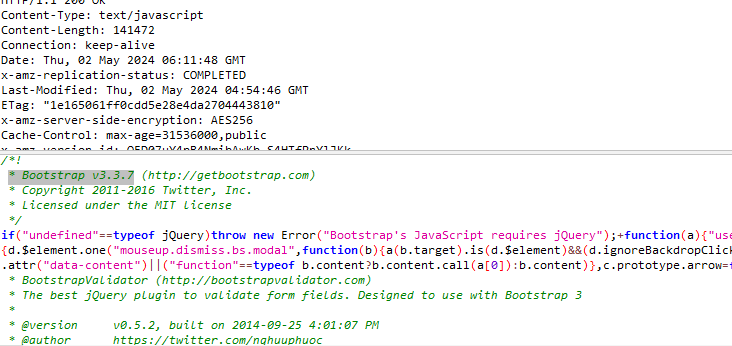 HTTP/1.1 200 OK
Content-Type: text/javascript
Content-Length: 141472
Connection: keep-alive
Date: Thu, 02 May 2024 06:11:48 GMT
x-amz-replication-status: COMPLETED
Last-Modified: Thu, 02 May 2024 04:54:46 GMT
ETag: "1e165061ff0cdd5e28e4da2704443810"
x-amz-server-side-encryption: AES256
Cache-Control: max-age=31536000,public
x-amz-version-id:
/*!
 * Bootstrap v3.3.7 (http://getbootstrap.com)
 * Copyright 2011-2016 Twitter, Inc.
 * Licensed under the MIT license
 */
if("undefined"==typeof jQuery)throw new Error("Bootstrap's JavaScript requires jQuery");+function(a){"use
{d.$element.one("mouseup.dismiss.bs.modal",function(b){a(b.target).is(d.$element)&&(d.ignoreBackdropClick
.attr("data-content")||("function"==typeof b.content?b.content.call(a[0]):b.content)},c.prototype.arrow=f
 * BootstrapValidator (http://bootstrapvalidator.com)
 * The best jQuery plugin to validate form fields. Designed to use with Bootstrap 3
 *
 * @version     v0.5.2, built on 2014-09-25 4:01:07 PM
 * @author      https://twitter.com/nghuuphuoc